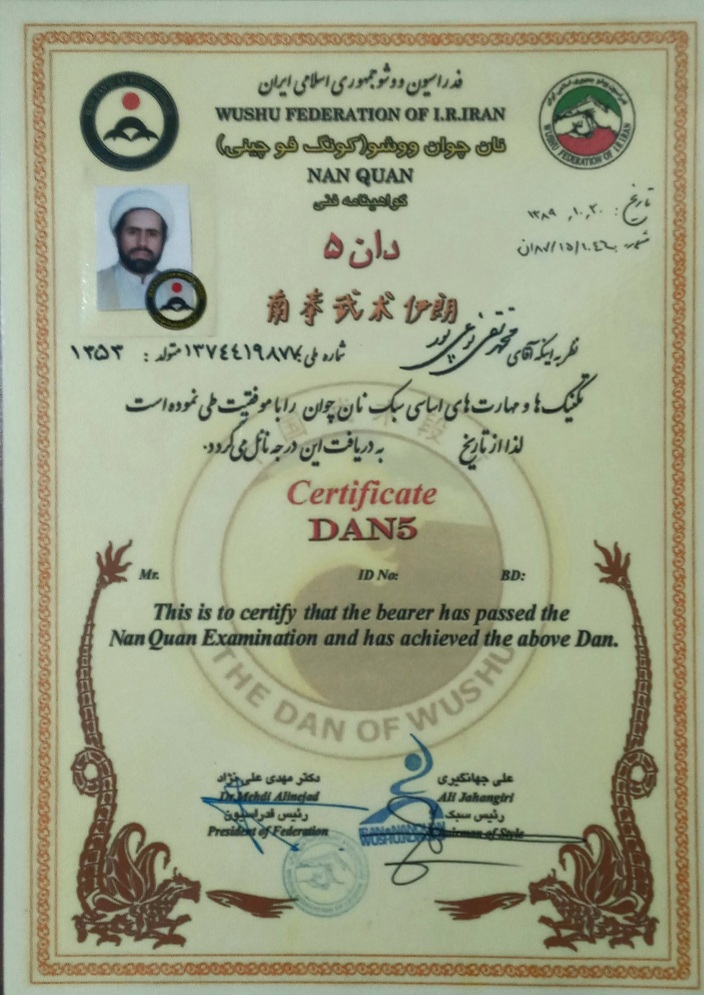 فدراسیون ووشو جمهوری اسلامی ایران
WUSHU FEDERATION OF I.R.IRAN
نان چوان ووشو(کونگ فو چینی)
NAN QUAN
گواهینامه فنی
تاریخ: ۱۳۸۹،۱۰،۲۰
دان ۵
南拳武术伊朗
نظر به اینکه آقای محمدتقی پور شماره ملی: ۱۳۷۴۴۱۹۸۷۷ متولد: ۱۳۵۳
تکنیک ها و مهارت های اساسی سبک نان چوان را با موفقیت طی نموده است
لذا از تاریخ به دریافت این درجه نائل می گردد.
Certificate
DAN5
Mr. ID No: BD:
This is to certify that the bearer has passed the
Nan Quan Examination and has achieved the above Dan.
THE DAN OF WUSHU
دکتر مهدی علی نژاد
Dr.Mehdi Alinejad
رئیس فدراسیون
President of Federation
علی جهانگیری
Ali Jahangiri
رئیس سبک
Chairman of Style
WUSHU FEDERATION OF I.R.IRAN